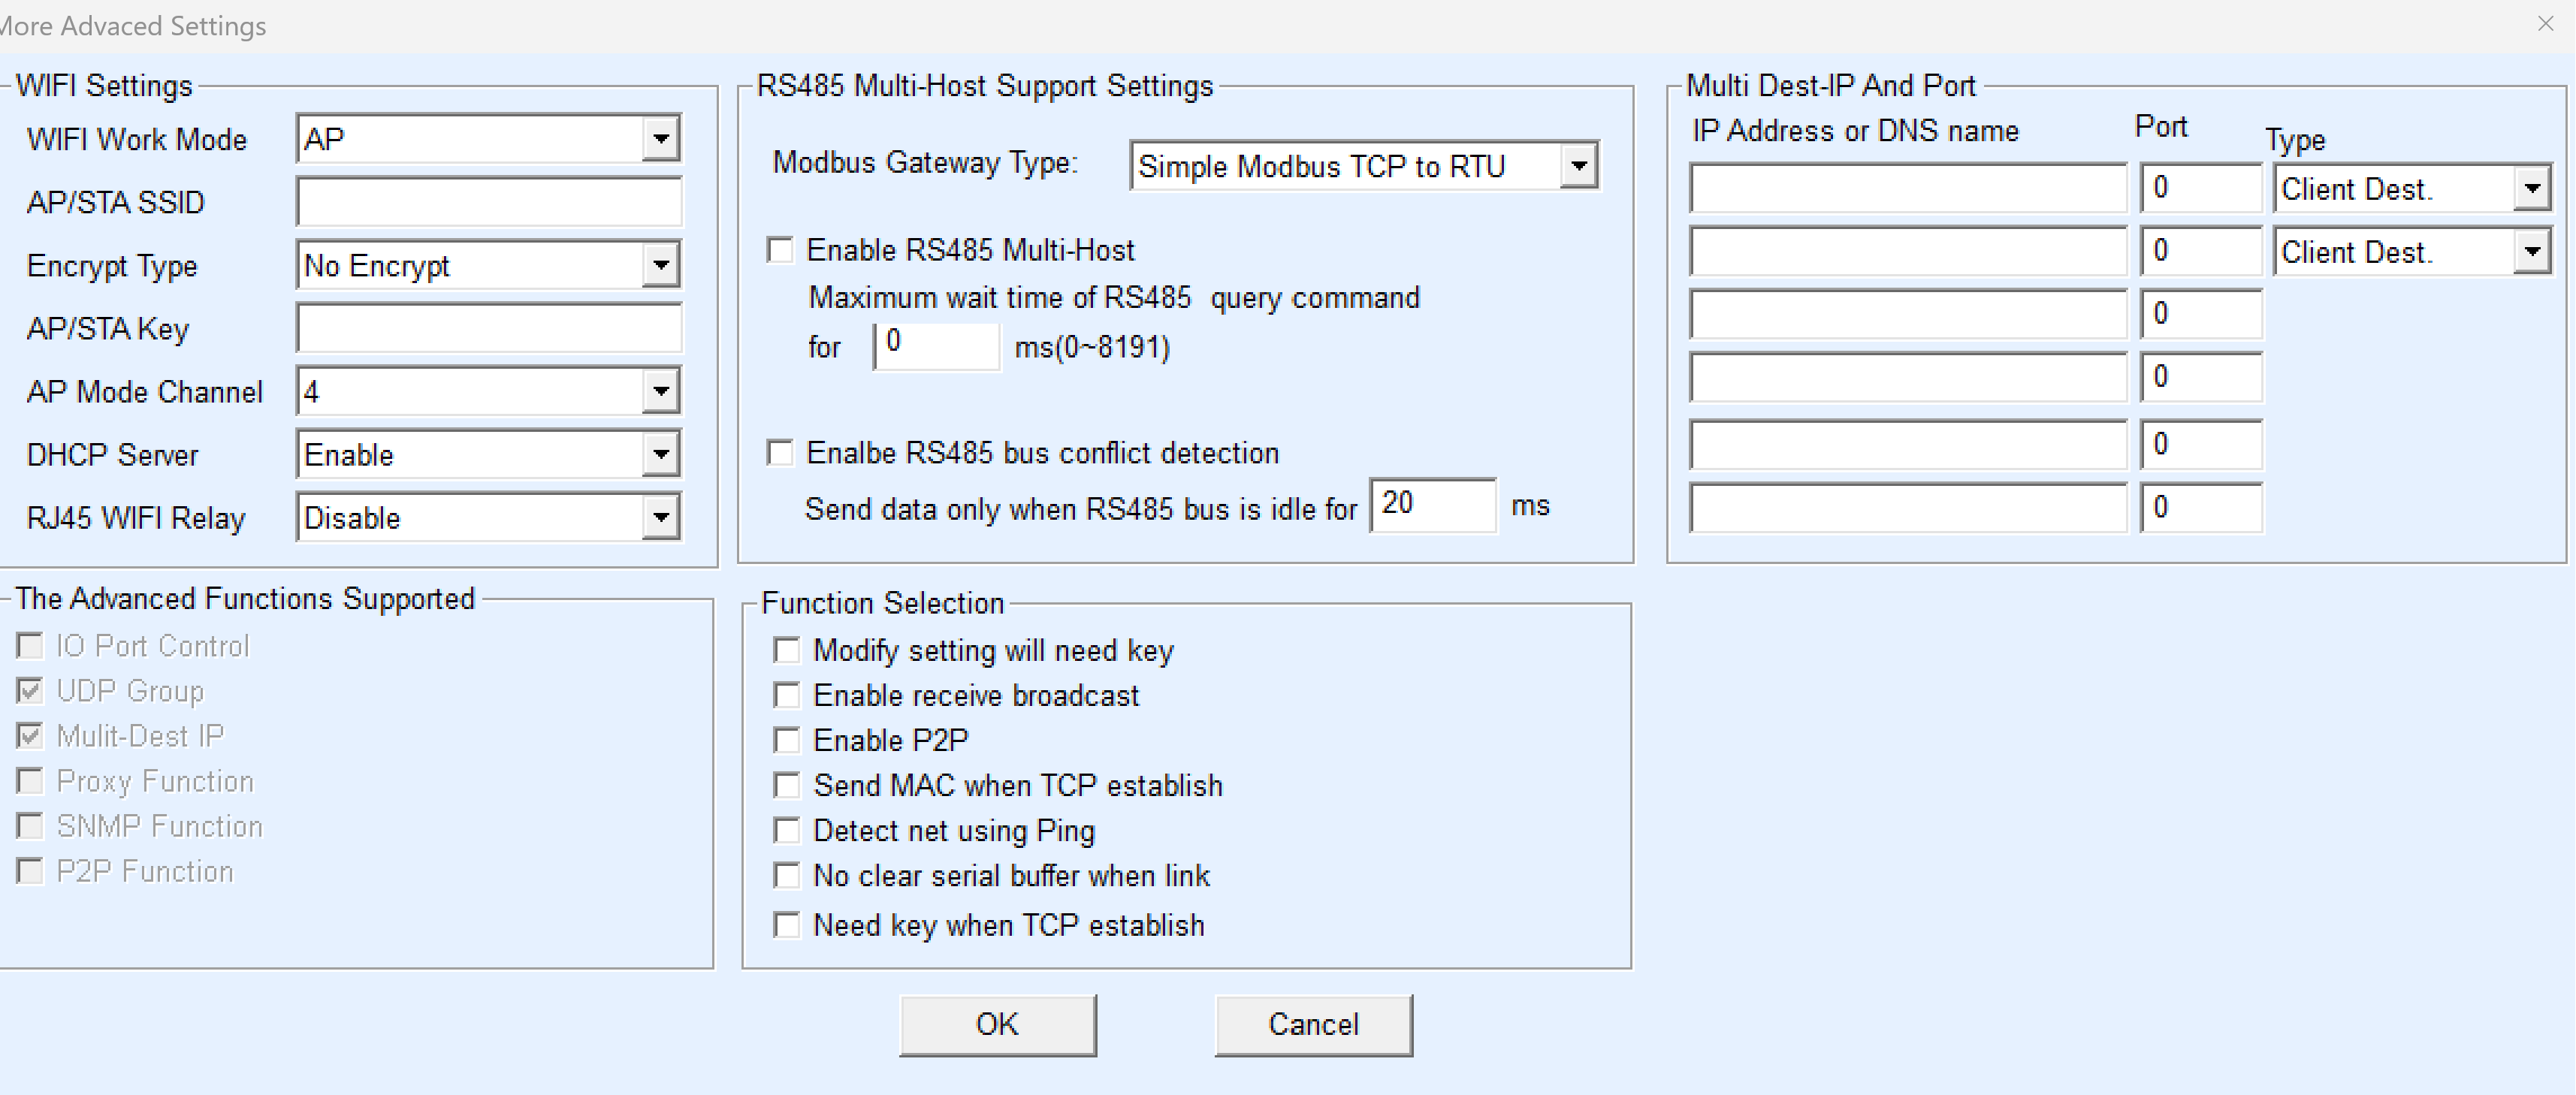 More Advaced Settings
WIFI Settings
WIFI Work Mode AP
AP/STA SSID
Encrypt Type No Encrypt
AP/STA Key
AP Mode Channel 4
DHCP Server Enable
RJ45 WIFI Relay Disable
RS485 Multi-Host Support Settings
Modbus Gateway Type: Simple Modbus TCP to RTU
Enable RS485 Multi-Host
Maximum wait time of RS485 query command
for 0 ms(0~8191)
Enalbe RS485 bus conflict detection
Send data only when RS485 bus is idle for 20 ms
Multi Dest-IP And Port
IP Address or DNS name Port Type
0 Client Dest.
0 Client Dest.
0
0
0
0
The Advanced Functions Supported
IO Port Control
UDP Group
Mulit-Dest IP
Proxy Function
SNMP Function
P2P Function
Function Selection
Modify setting will need key
Enable receive broadcast
Enable P2P
Send MAC when TCP establish
Detect net using Ping
No clear serial buffer when link
Need key when TCP establish
OK Cancel